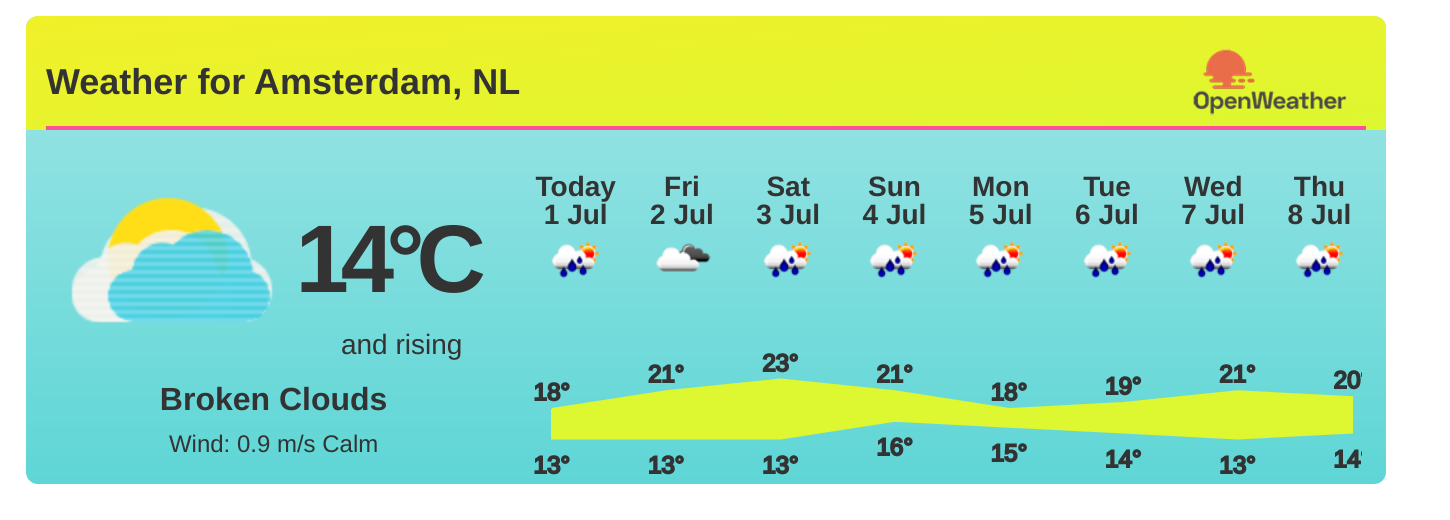 Weather for Amsterdam, NL
OpenWeather
14°C
and rising
Broken Clouds
Wind: 0.9 m/s Calm
Today Fri Sat Sun Mon Tue Wed Thu
1 Jul 2 Jul 3 Jul 4 Jul 5 Jul 6 Jul 7 Jul 8 Jul
18° 21° 23° 21° 18° 19° 21° 20°
13° 13° 13° 16° 15° 14° 13° 14°